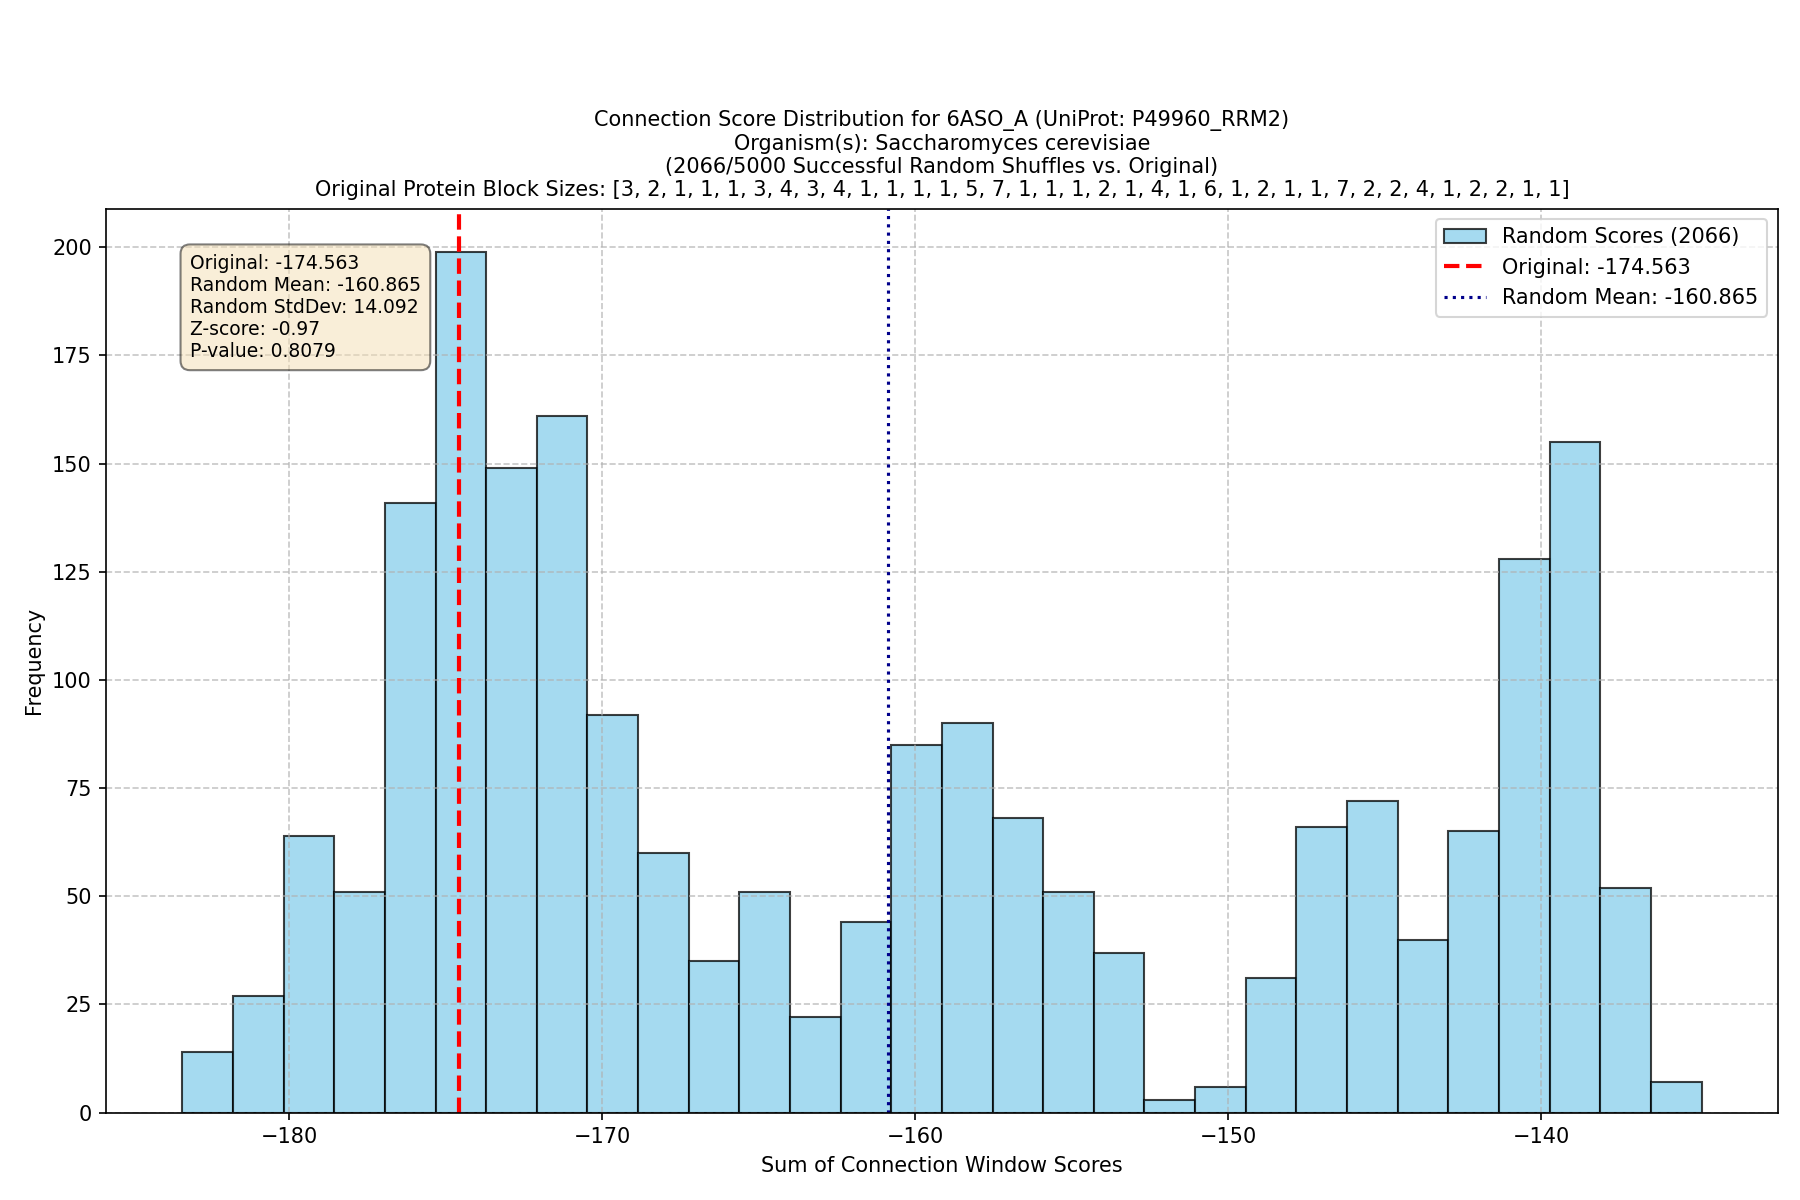 Connection Score Distribution for 6ASO_A (UniProt: P49960_RRM2)
Organism(s): Saccharomyces cerevisiae
(2066/5000 Successful Random Shuffles vs. Original)
Original Protein Block Sizes: [3, 2, 1, 1, 1, 3, 4, 3, 4, 1, 1, 1, 1, 5, 7, 1, 1, 1, 2, 1, 4, 1, 6, 1, 2, 1, 1, 7, 2, 2, 4, 1, 2, 2, 1, 1]
Original: -174.563
Random Mean: -160.865
Random StdDev: 14.092
Z-score: -0.97
P-value: 0.8079
Random Scores (2066)
Original: -174.563
Random Mean: -160.865
Frequency
200
175
150
125
100
75
50
25
0
−180
−170
−160
−150
−140
Sum of Connection Window Scores